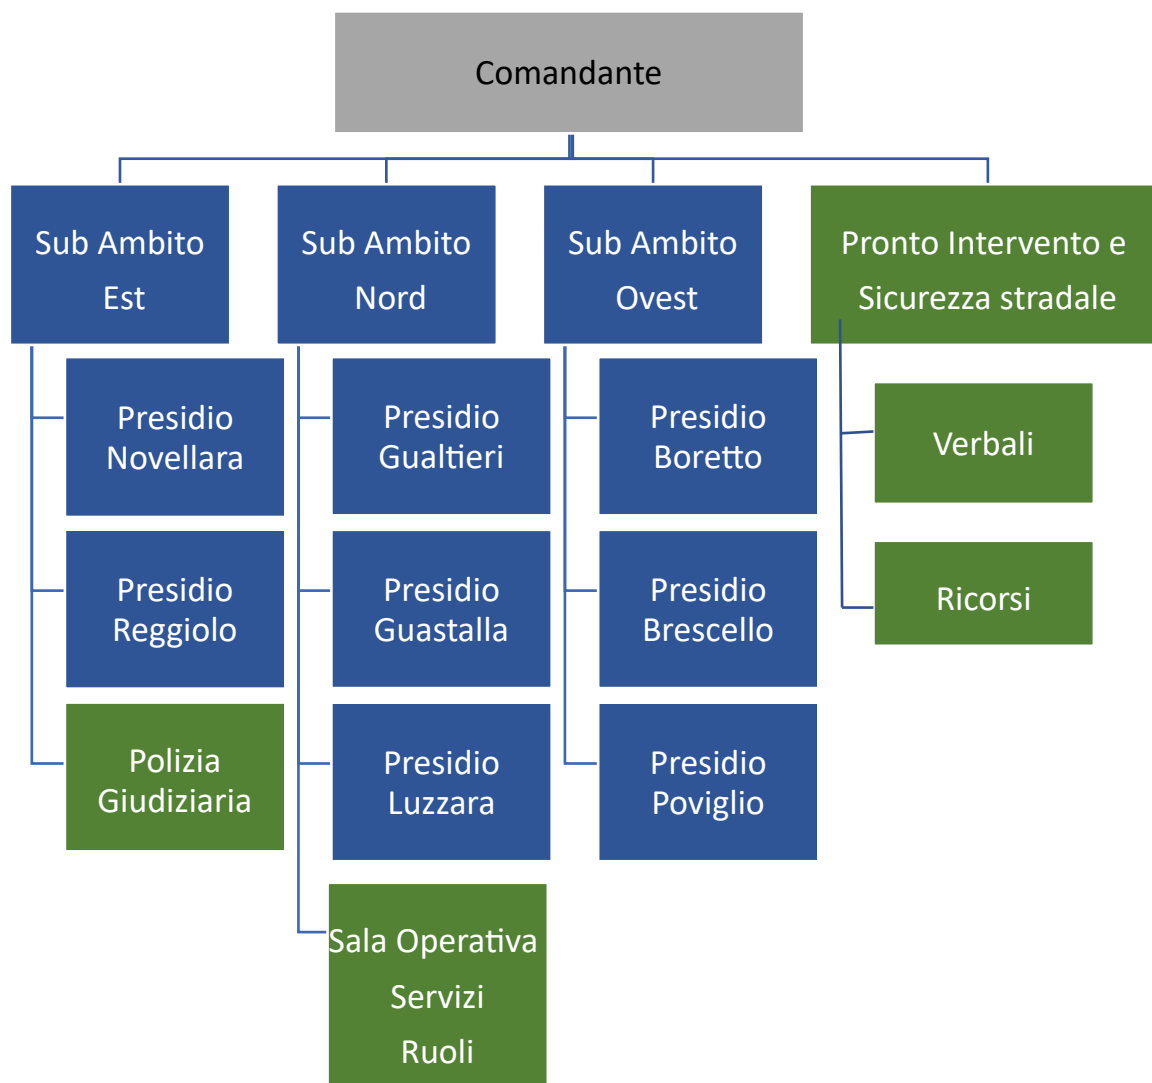 Comandante
Sub Ambito
Est
Sub Ambito
Nord
Sub Ambito
Ovest
Pronto Intervento e
Sicurezza stradale
Presidio
Novellara
Presidio
Reggiolo
Polizia
Giudiziaria
Presidio
Gualtieri
Presidio
Guastalla
Presidio
Luzzara
Sala Operativa
Servizi
Ruoli
Presidio
Boretto
Presidio
Brescello
Presidio
Poviglio
Verbali
Ricorsi